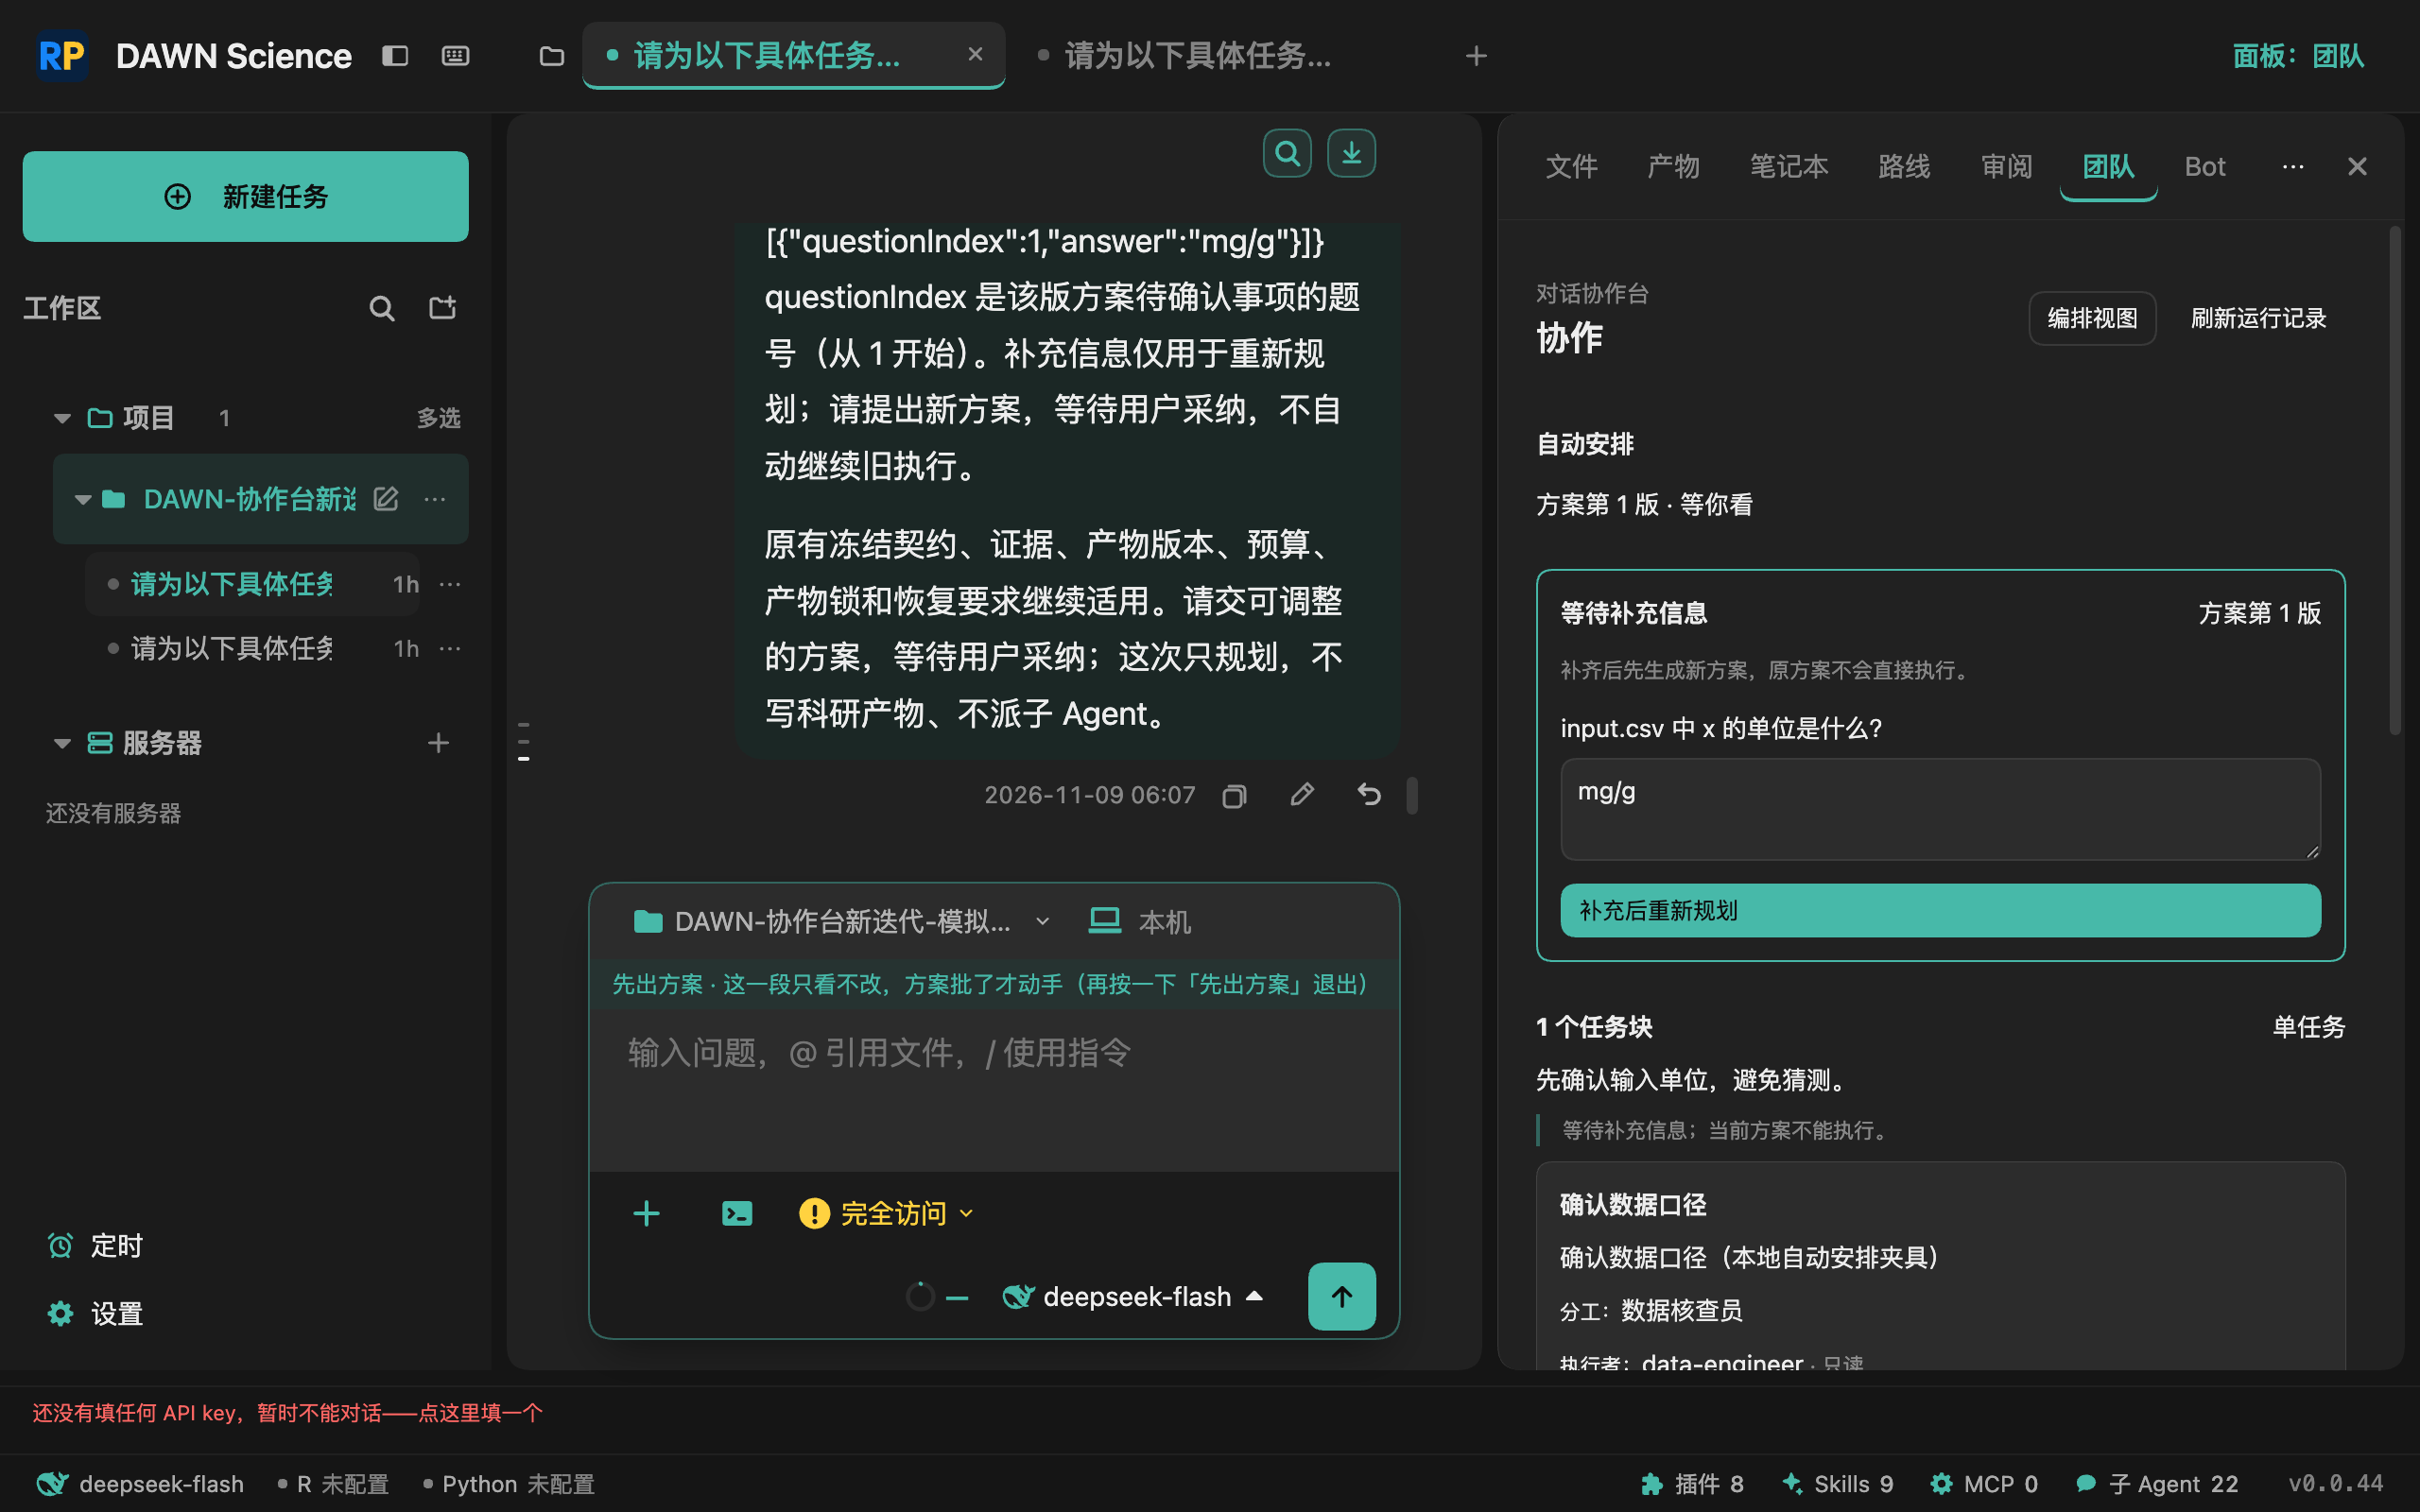 RP DAWN Science
请为以下具体任务...
请为以下具体任务...
面板：团队
新建任务
工作区
项目 1 多选
DAWN-协作台新
请为以下具体任务 1h
请为以下具体任务 1h
服务器
还没有服务器
定时
设置
[{"questionIndex":1,"answer":"mg/g"}]}
questionIndex 是该版方案待确认事项的题
号（从 1 开始）。补充信息仅用于重新规
划；请提出新方案，等待用户采纳，不自
动继续旧执行。
原有冻结契约、证据、产物版本、预算、
产物锁和恢复要求继续适用。请交可调整
的方案，等待用户采纳；这次只规划，不
写科研产物、不派子 Agent。
2026-11-09 06:07
DAWN-协作台新迭代-模拟... 本机
先出方案 · 这一段只看不改，方案批了才动手（再按一下「先出方案」退出）
输入问题，@ 引用文件，/ 使用指令
完全访问
deepseek-flash
文件 产物 笔记本 路线 审阅 团队 Bot ...
对话协作台
协作
编排视图 刷新运行记录
自动安排
方案第 1 版 · 等你看
等待补充信息 方案第 1 版
补齐后先生成新方案，原方案不会直接执行。
input.csv 中 x 的单位是什么？
mg/g
补充后重新规划
1 个任务块 单任务
先确认输入单位，避免猜测。
等待补充信息；当前方案不能执行。
确认数据口径
确认数据口径（本地自动安排夹具）
分工：数据核查员
执行者：data-engineer · 只读
还没有填任何 API key，暂时不能对话——点这里填一个
deepseek-flash R 未配置 Python 未配置
插件 8 Skills 9 MCP 0 子 Agent 22 v0.0.44